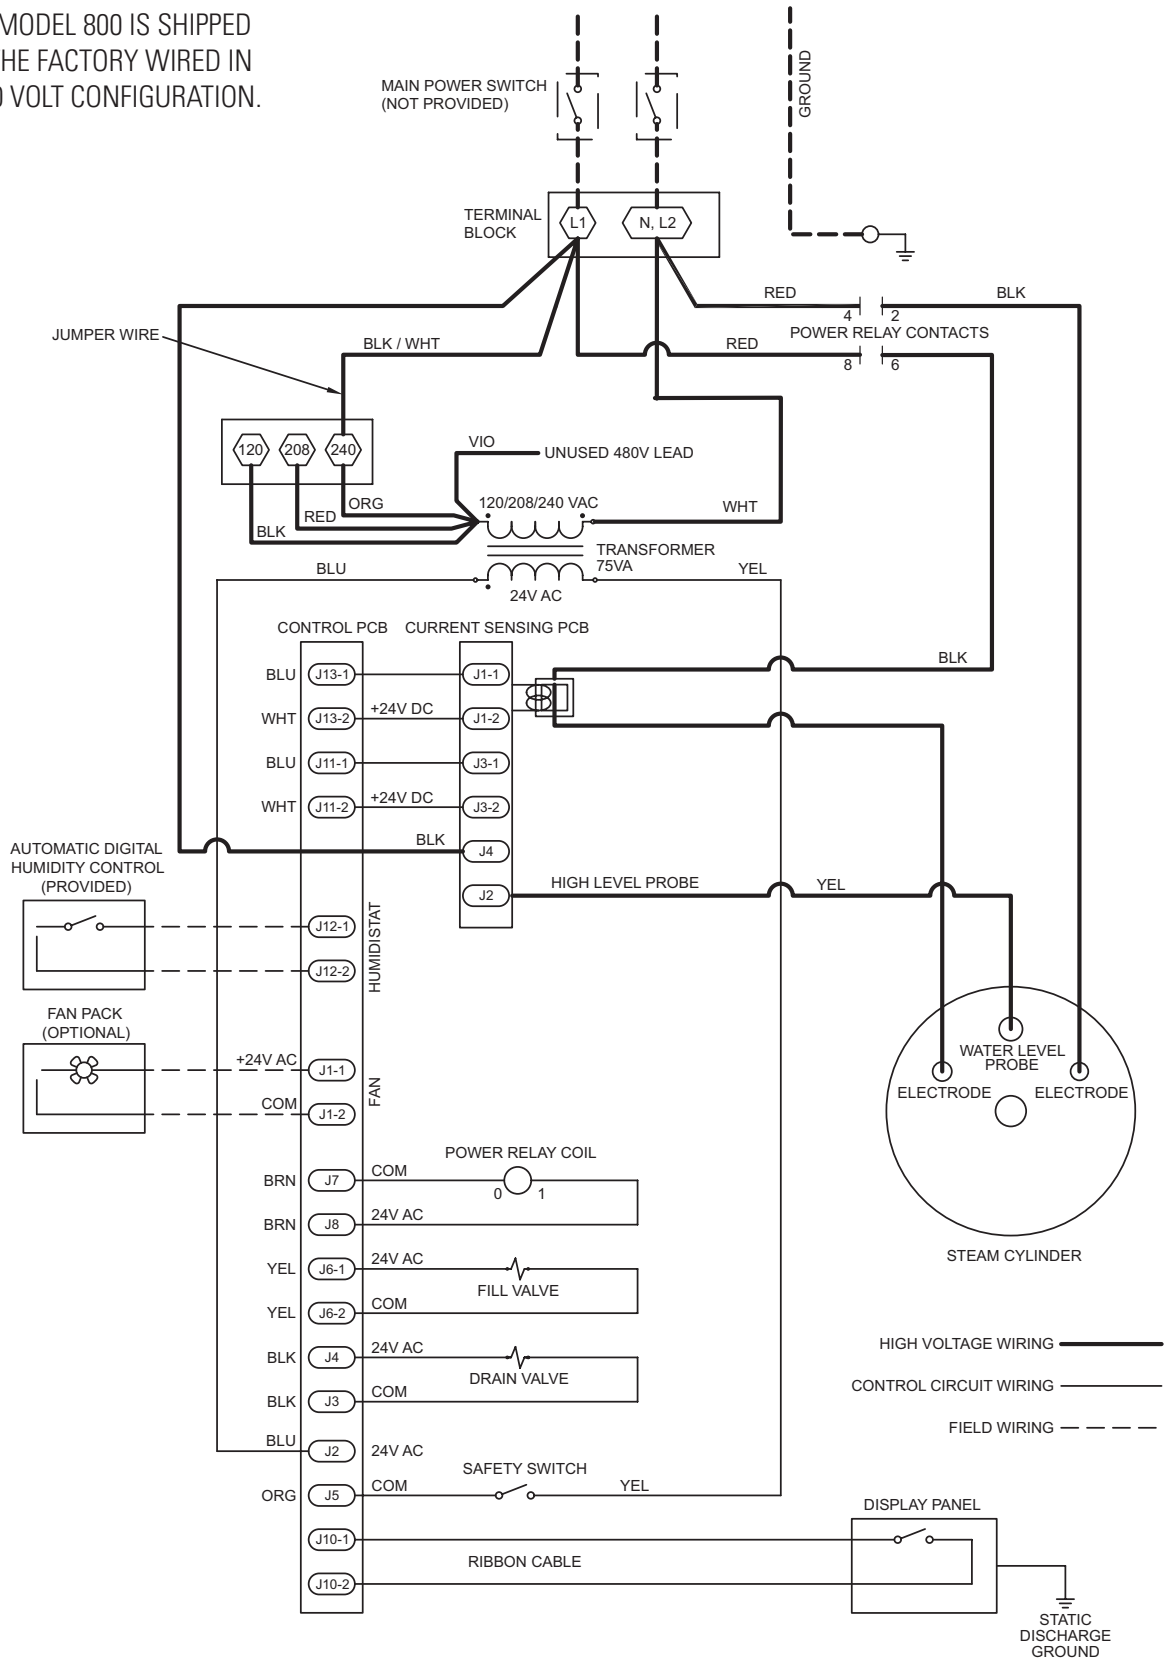 MODEL 800 IS SHIPPED
HE FACTORY WIRED IN
VOLT CONFIGURATION.
MAIN POWER SWITCH
(NOT PROVIDED)
GROUND
TERMINAL
BLOCK
L1
N, L2
RED
4
2
BLK
POWER RELAY CONTACTS
JUMPER WIRE
BLK / WHT
RED
8
6
120
208
240
VIO
UNUSED 480V LEAD
ORG
RED
BLK
120/208/240 VAC
WHT
TRANSFORMER
75VA
BLU
YEL
24V AC
CONTROL PCB
CURRENT SENSING PCB
BLK
BLU
J13-1
J1-1
WHT
J13-2
+24V DC
J1-2
BLU
J11-1
J3-1
WHT
J11-2
+24V DC
J3-2
BLK
J4
AUTOMATIC DIGITAL
HUMIDITY CONTROL
(PROVIDED)
J2
HIGH LEVEL PROBE
YEL
J12-1
J12-2
HUMIDISTAT
FAN PACK
(OPTIONAL)
+24V AC
J1-1
COM
J1-2
FAN
WATER LEVEL
PROBE
ELECTRODE
ELECTRODE
STEAM CYLINDER
POWER RELAY COIL
BRN
J7
COM
0
1
BRN
J8
24V AC
YEL
J6-1
24V AC
FILL VALVE
YEL
J6-2
COM
BLK
J4
24V AC
DRAIN VALVE
BLK
J3
COM
BLU
J2
24V AC
SAFETY SWITCH
ORG
J5
COM
YEL
J10-1
RIBBON CABLE
J10-2
HIGH VOLTAGE WIRING
CONTROL CIRCUIT WIRING
FIELD WIRING
DISPLAY PANEL
STATIC
DISCHARGE
GROUND